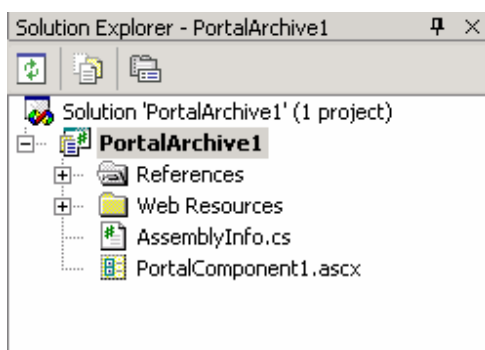 Solution Explorer - PortalArchive1
Solution 'PortalArchive1' (1 project)
PortalArchive1
References
Web Resources
AssemblyInfo.cs
PortalComponent1.ascx